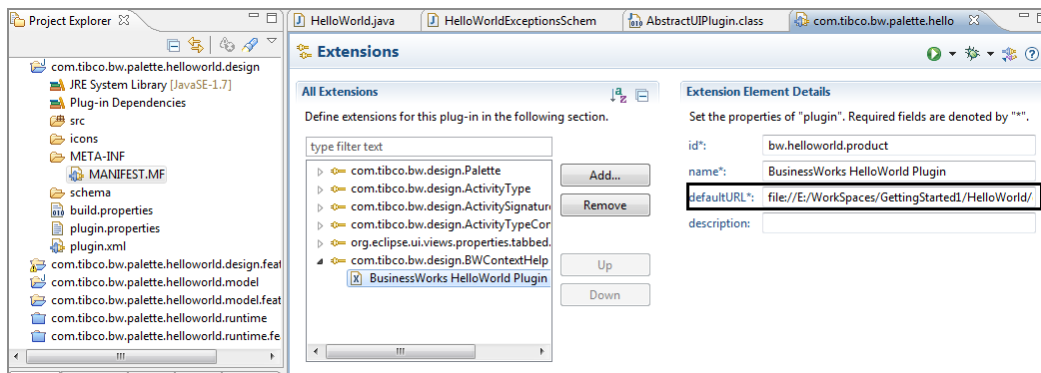 Project Explorer
com.tibco.bw.palette.helloworld.design
JRE System Library [JavaSE-1.7]
Plug-in Dependencies
src
icons
META-INF
MANIFEST.MF
schema
build.properties
plugin.properties
plugin.xml
com.tibco.bw.palette.helloworld.design.feat
com.tibco.bw.palette.helloworld.model
com.tibco.bw.palette.helloworld.model.feat
com.tibco.bw.palette.helloworld.runtime
com.tibco.bw.palette.helloworld.runtime.fe
HelloWorld.java
HelloWorldExceptionsSchem
AbstractUIPlugin.class
com.tibco.bw.palette.hello
Extensions
All Extensions
Define extensions for this plug-in in the following section.
type filter text
com.tibco.bw.design.Palette
com.tibco.bw.design.ActivityType
com.tibco.bw.design.ActivitySignature
com.tibco.bw.design.ActivityTypeCor
org.eclipse.ui.views.properties.tabbed.
com.tibco.bw.design.BWContextHelp
BusinessWorks HelloWorld Plugin
Add...
Remove
Up
Down
Extension Element Details
Set the properties of "plugin". Required fields are denoted by "*".
id*: bw.helloworld.product
name*: BusinessWorks HelloWorld Plugin
defaultURL*: file://E:/WorkSpaces/GettingStarted1/HelloWorld/
description: